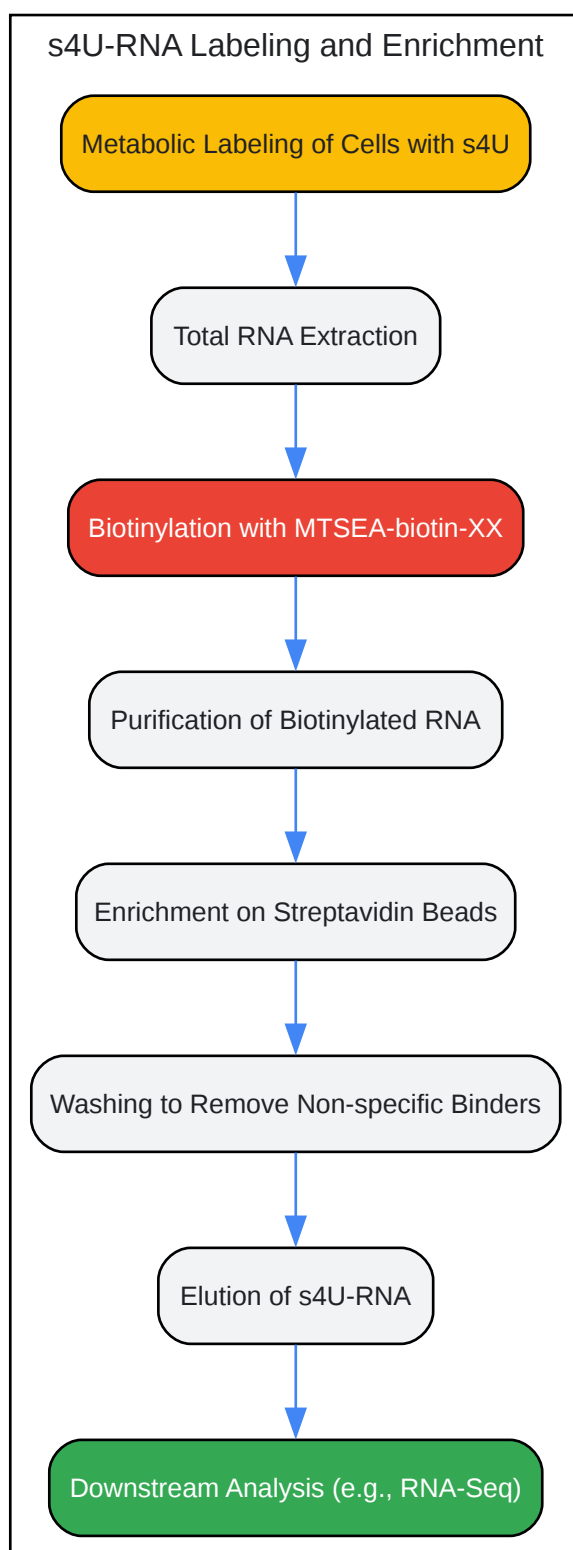 s4U-RNA Labeling and Enrichment
Metabolic Labeling of Cells with s4U
Total RNA Extraction
Biotinylation with MTSEA-biotin-XX
Purification of Biotinylated RNA
Enrichment on Streptavidin Beads
Washing to Remove Non-specific Binders
Elution of s4U-RNA
Downstream Analysis (e.g., RNA-Seq)